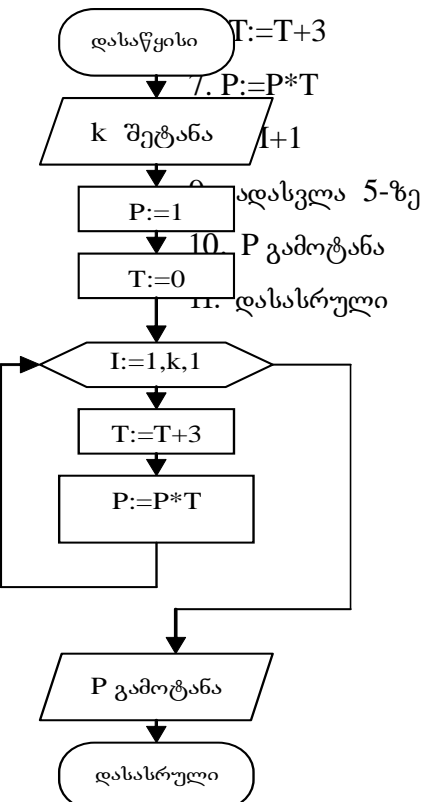 დასაწყისი
T:=T+3
7. P:=P*T
k შეტანა
I+1
P:=1
ადასვლა 5-ზე
10. P გამოტანა
T:=0
დასასრული
I:=1,k,1
T:=T+3
P:=P*T
P გამოტანა
დასასრული